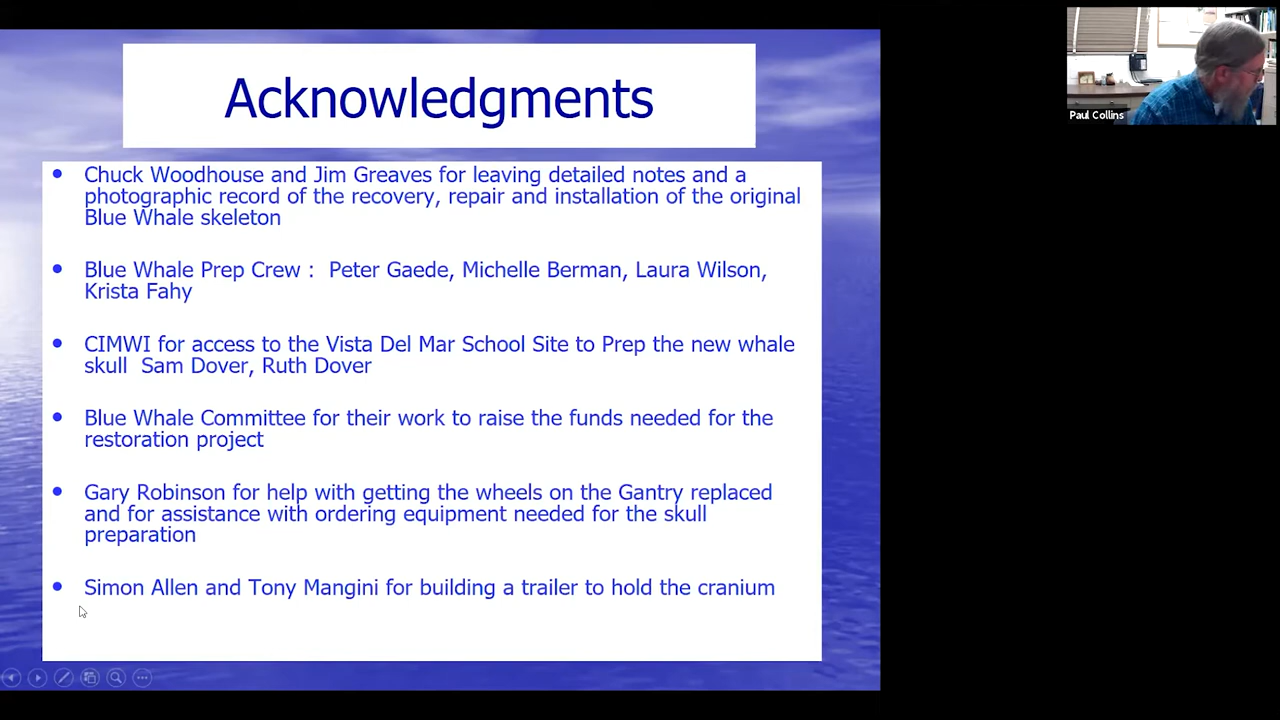 Acknowledgments
Paul Collins
• Chuck Woodhouse and Jim Greaves for leaving detailed notes and a
photographic record of the recovery, repair and installation of the original
Blue Whale skeleton
• Blue Whale Prep Crew : Peter Gaede, Michelle Berman, Laura Wilson,
Krista Fahy
• CIMWI for access to the Vista Del Mar School Site to Prep the new whale
skull Sam Dover, Ruth Dover
• Blue Whale Committee for their work to raise the funds needed for the
restoration project
• Gary Robinson for help with getting the wheels on the Gantry replaced
and for assistance with ordering equipment needed for the skull
preparation
• Simon Allen and Tony Mangini for building a trailer to hold the cranium